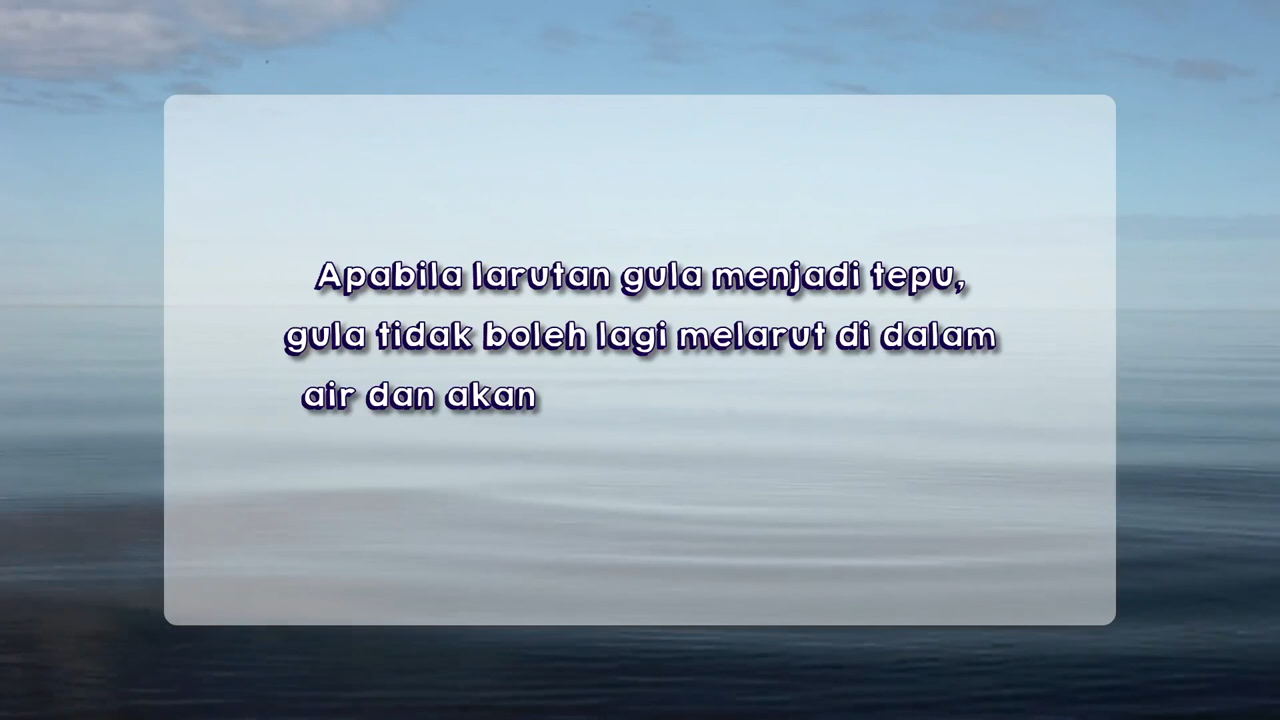 Apabila larutan gula menjadi tepu,
gula tidak boleh lagi melarut di dalam
air dan akan